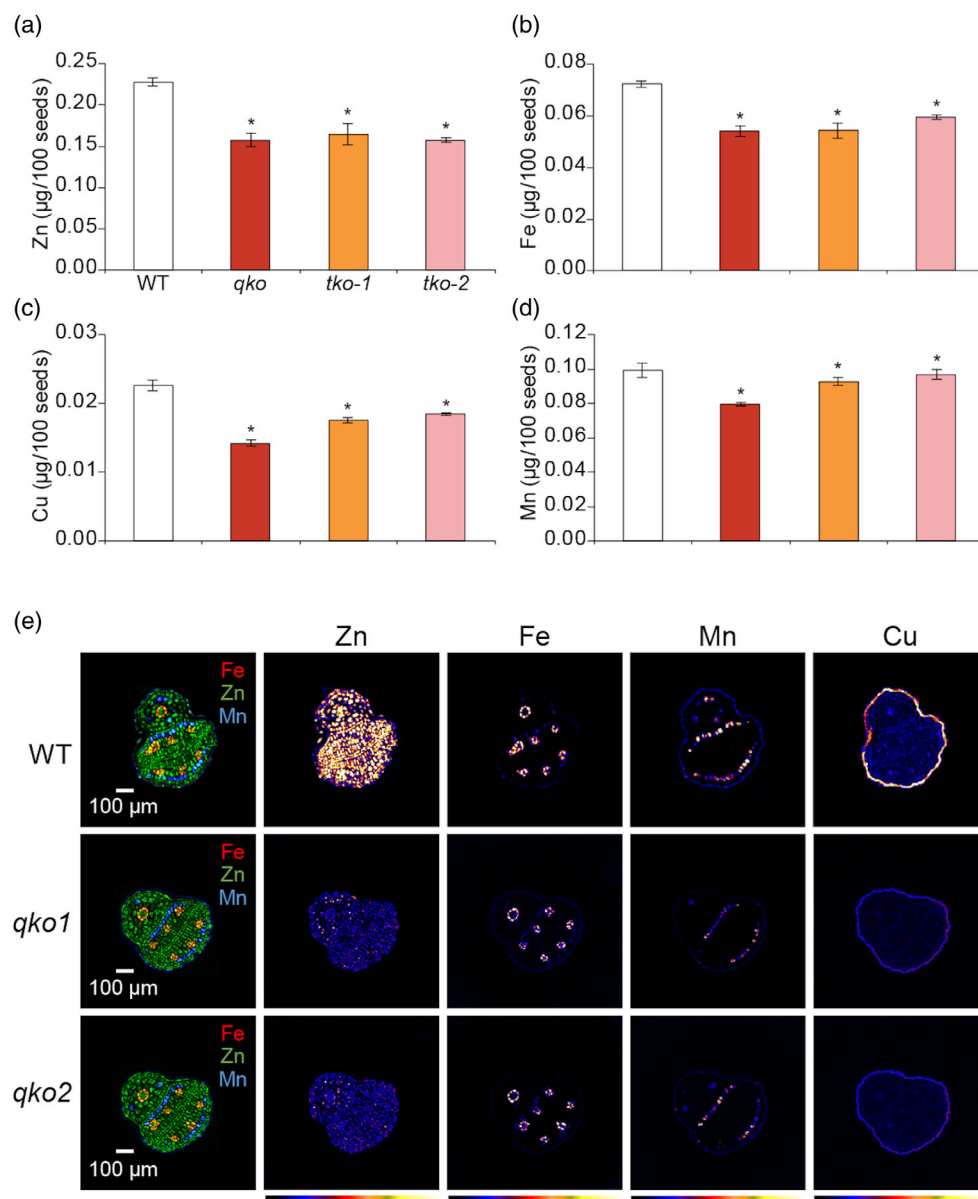 (a)
Zn (µg/100 seeds)
0.25
0.20
0.15
0.10
0.05
0.00
*
*
*
WT qko tko-1 tko-2
(b)
Fe (µg/100 seeds)
0.08
0.06
0.04
0.02
0.00
*
*
*
(c)
Cu (µg/100 seeds)
0.03
0.02
0.01
0.00
*
*
*
(d)
Mn (µg/100 seeds)
0.12
0.10
0.08
0.06
0.04
0.02
0.00
*
*
*
(e)
Zn Fe Mn Cu
WT
Fe
Zn
Mn
100 µm
qko1
Fe
Zn
Mn
100 µm
qko2
Fe
Zn
Mn
100 µm